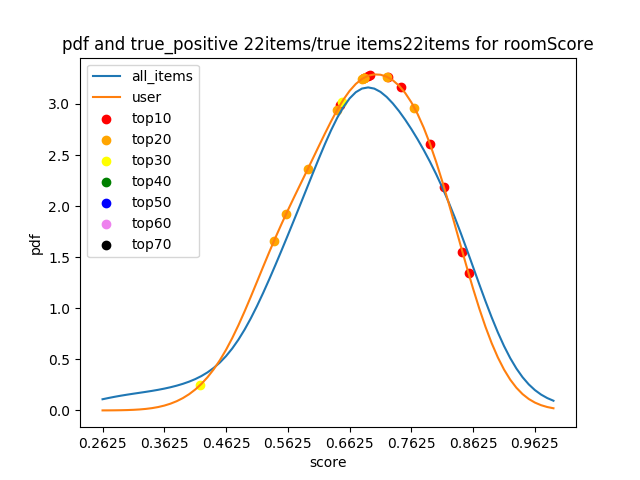 pdf and true_positive 22items/true items22items for roomScore
all_items
user
top10
top20
top30
top40
top50
top60
top70
pdf
3.0
2.5
2.0
1.5
1.0
0.5
0.0
0.2625 0.3625 0.4625 0.5625 0.6625 0.7625 0.8625 0.9625
score